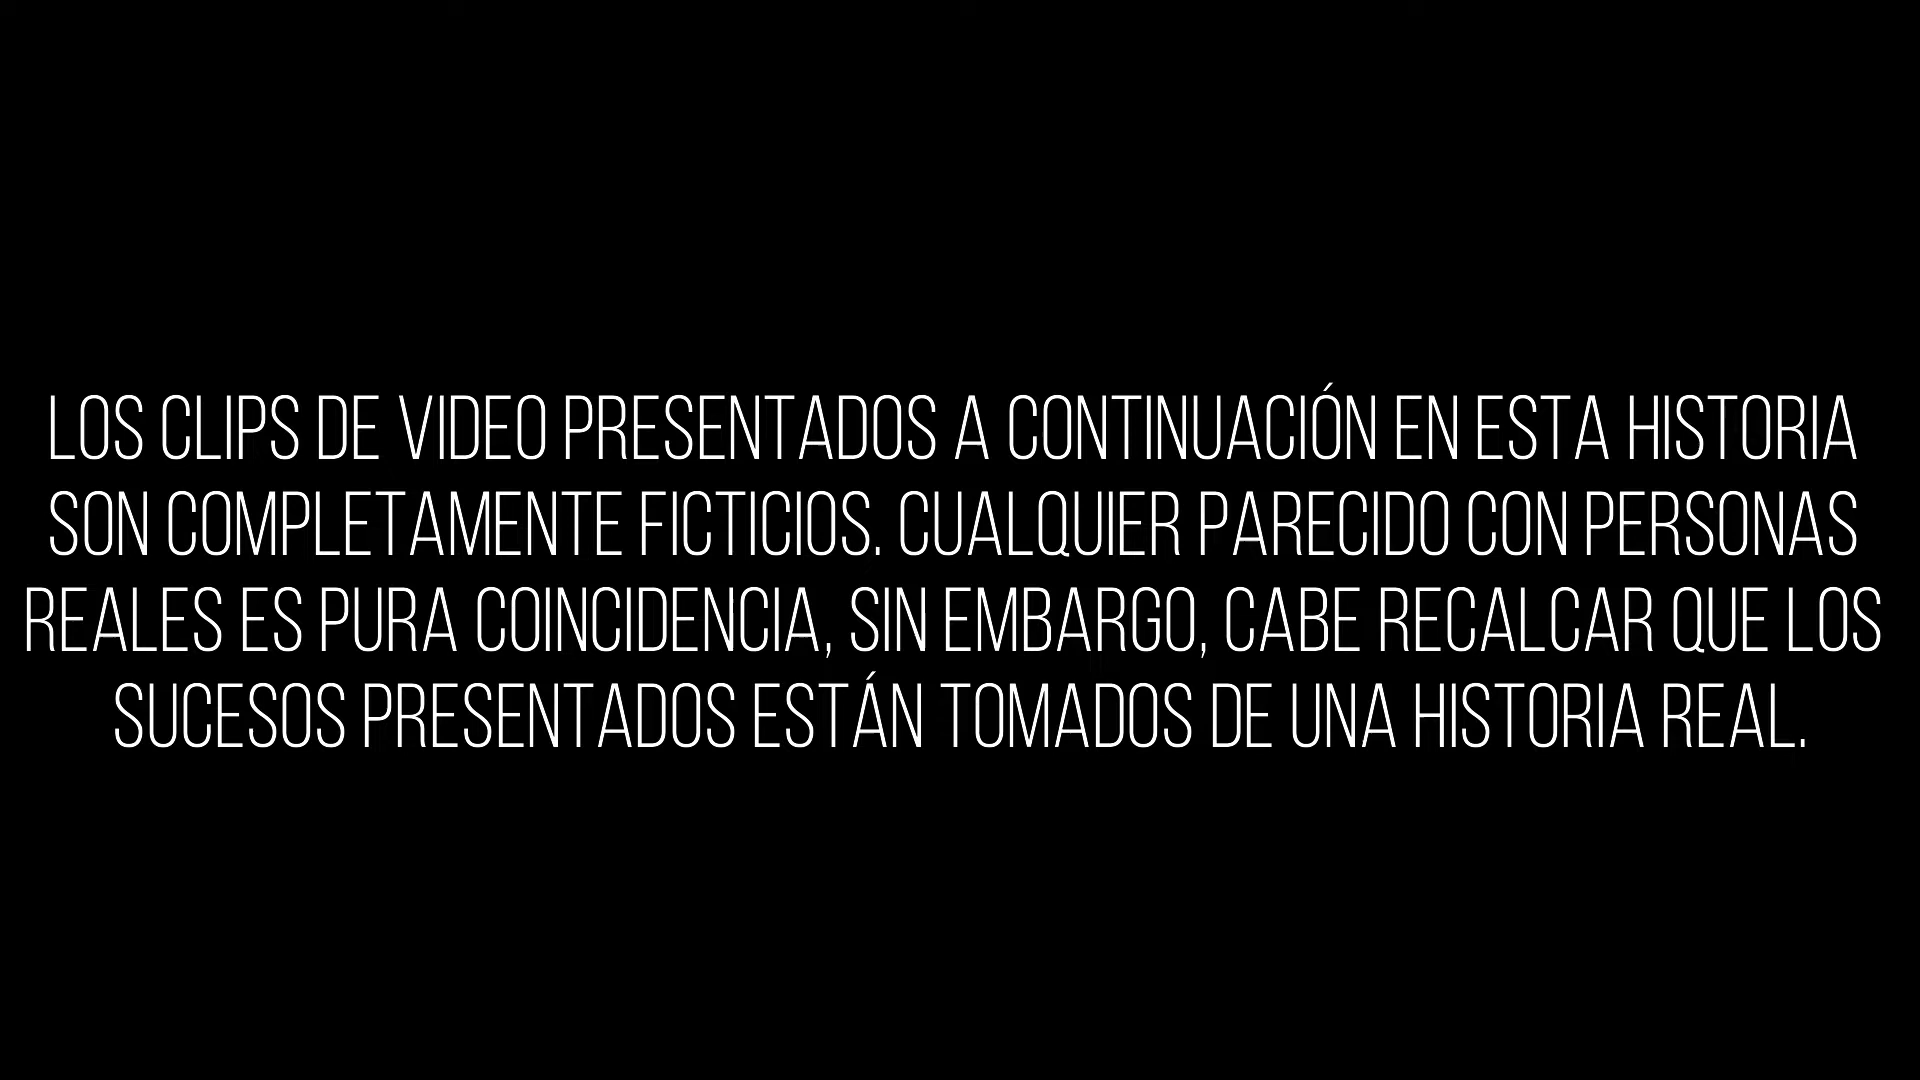 LOS CLIPS DE VIDEO PRESENTADOS A CONTINUACIÓN EN ESTA HISTORIA
SON COMPLETAMENTE FICTICIOS. CUALQUIER PARECIDO CON PERSONAS
REALES ES PURA COINCIDENCIA, SIN EMBARGO, CABE RECALCAR QUE LOS
SUCESOS PRESENTADOS ESTÁN TOMADOS DE UNA HISTORIA REAL.